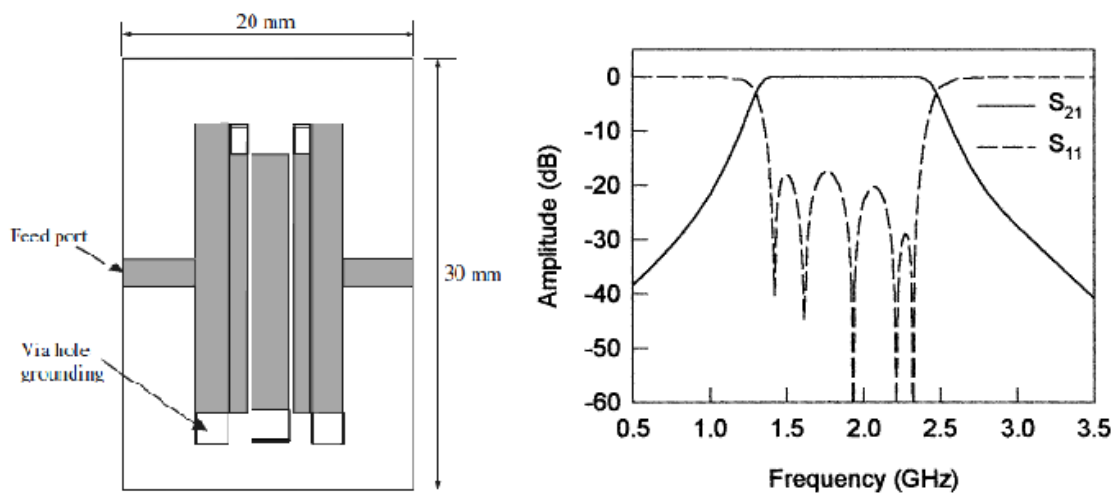 20 mm
Feed port
30 mm
Via hole
grounding
Amplitude (dB)
0
-10
-20
-30
-40
-50
-60
S21
S11
0.5 1.0 1.5 2.0 2.5 3.0 3.5
Frequency (GHz)